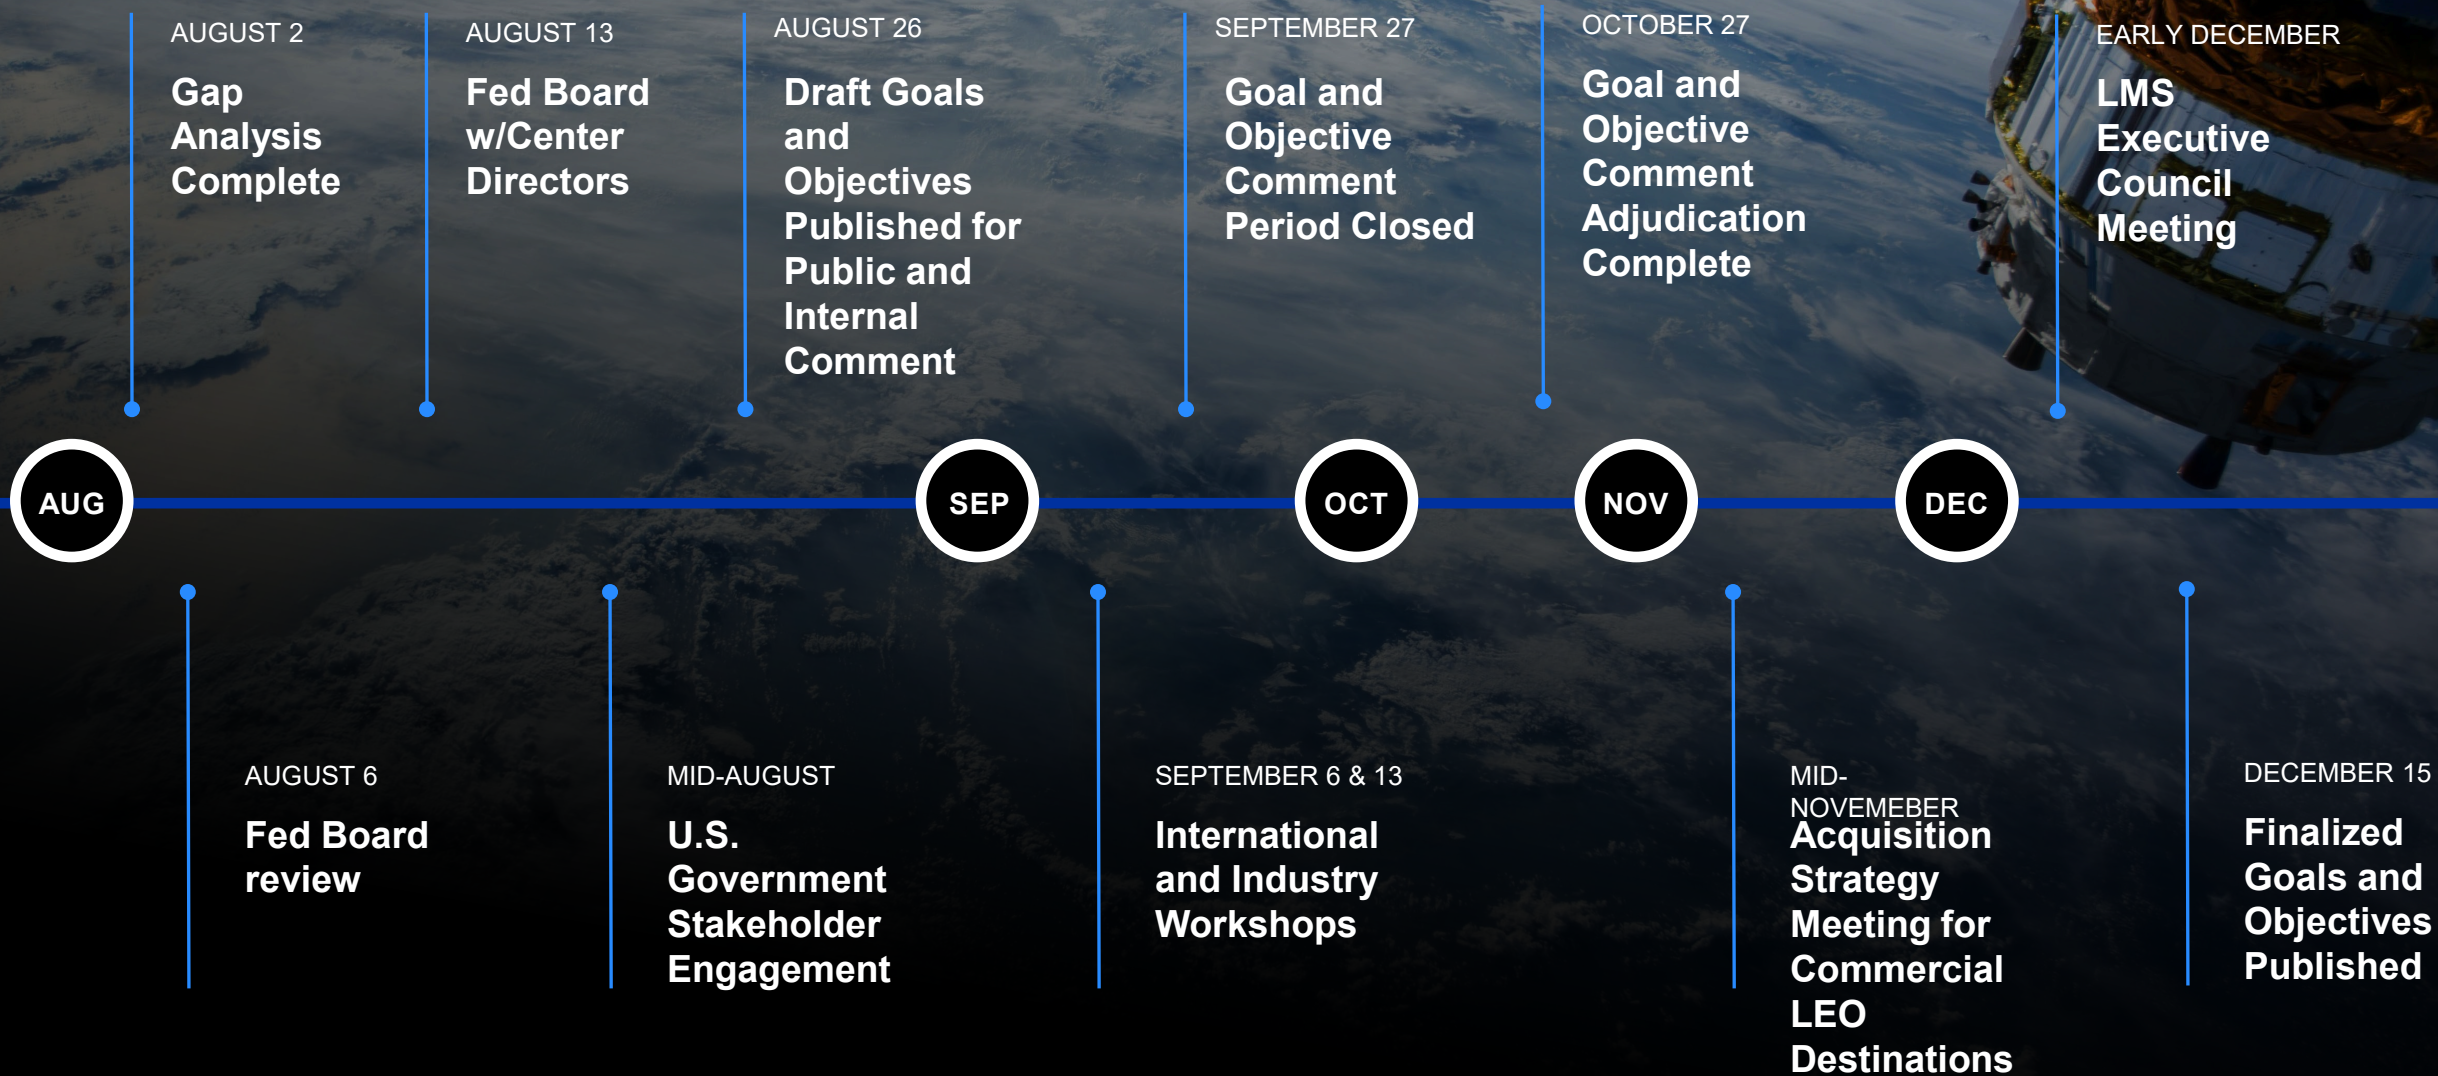 AUGUST 2
Gap
Analysis
Complete
AUGUST 13
Fed Board
w/Center
Directors
AUGUST 26
Draft Goals
and
Objectives
Published for
Public and
Internal
Comment
SEPTEMBER 27
Goal and
Objective
Comment
Period Closed
OCTOBER 27
Goal and
Objective
Comment
Adjudication
Complete
EARLY DECEMBER
LMS
Executive
Council
Meeting
AUG
SEP
OCT
NOV
DEC
AUGUST 6
Fed Board
review
MID-AUGUST
U.S.
Government
Stakeholder
Engagement
SEPTEMBER 6 & 13
International
and Industry
Workshops
MID-
NOVEMEBER
Acquisition
Strategy
Meeting for
Commercial
LEO
Destinations
DECEMBER 15
Finalized
Goals and
Objectives
Published